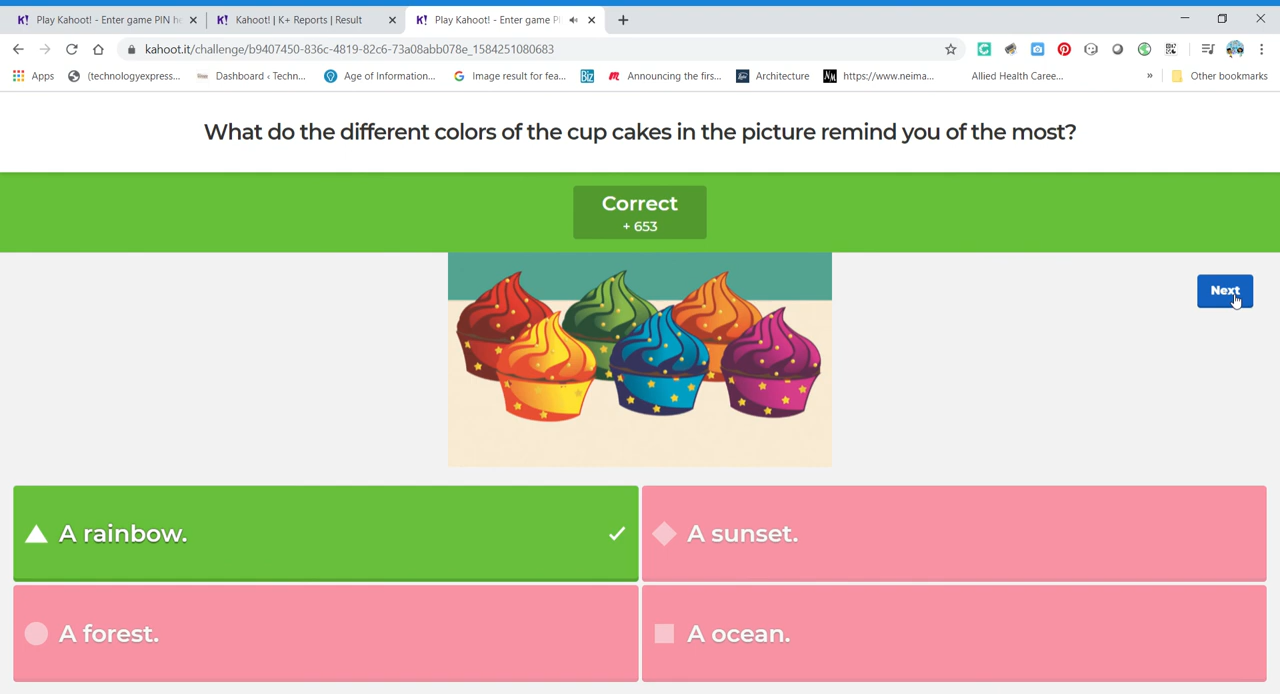 K! Play Kahoot! - Enter game PIN he
K! Kahoot! | K+ Reports | Result
K! Play Kahoot! - Enter game P
kahoot.it/challenge/b9407450-836c-4819-82c6-73a08abb078e_1584251080683
Apps (technologyexpress... Dashboard ‹ Techn... Age of Information... G Image result for fea... Biz Announcing the firs... Architecture NM https://www.neima... Allied Health Caree... » Other bookmarks
What do the different colors of the cup cakes in the picture remind you of the most?
Correct
+ 653
Next
A rainbow.
A sunset.
A forest.
A ocean.